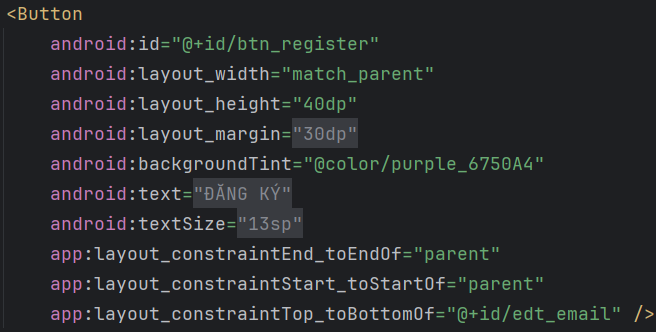 <Button
android:id="@+id/btn_register"
android:layout_width="match_parent"
android:layout_height="40dp"
android:layout_margin="30dp"
android:backgroundTint="@color/purple_6750A4"
android:text="ĐĂNG KÝ"
android:textSize="13sp"
app:layout_constraintEnd_toEndOf="parent"
app:layout_constraintStart_toStartOf="parent"
app:layout_constraintTop_toBottomOf="@+id/edt_email" />